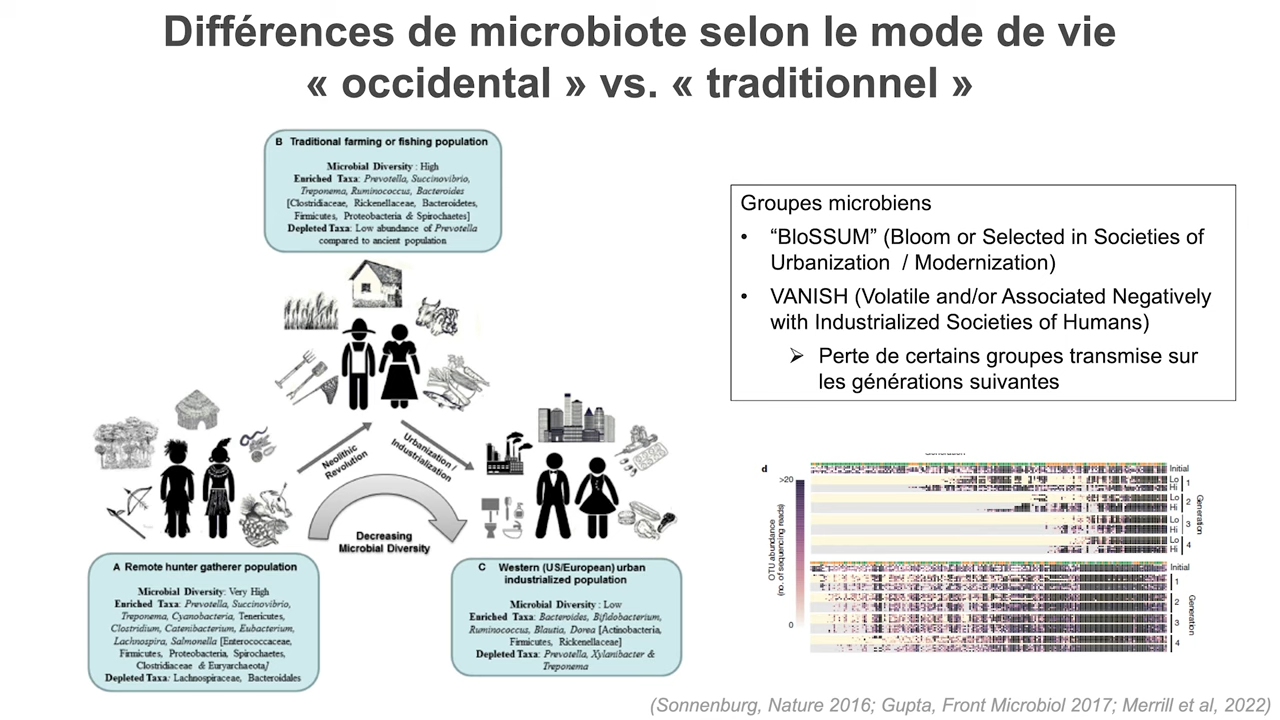 Différences de microbiote selon le mode de vie
« occidental » vs. « traditionnel »
B Traditional farming or fishing population
Microbial Diversity : High
Enriched Taxa: Prevotella, Succinovibrio,
Treponema, Ruminococcus, Bacteroides
[Clostridiaceae, Rickenellaceae, Bacteroidetes,
Firmicutes, Proteobacteria & Spirochaetes]
Depleted Taxa: Low abundance of Prevotella
compared to ancient population
Neolithic
Revolution
Urbanization /
Industrialization
Decreasing
Microbial Diversity
A Remote hunter gatherer population
Microbial Diversity: Very High
Enriched Taxa: Prevotella, Succinovibrio,
Treponema, Cyanobacteria, Tenericutes,
Clostridium, Catenibacterium, Eubacterium,
Lachnospira, Salmonella [Enterococcaceae,
Firmicutes, Proteobacteria, Spirochaetes,
Clostridiaceae & Euryarchaeota]
Depleted Taxa: Lachnospiraceae, Bacteroidales
C Western (US/European) urban
industrialized population
Microbial Diversity : Low
Enriched Taxa: Bacteroides, Bifidobacterium,
Ruminococcus, Blautia, Dorea [Actinobacteria,
Firmicutes, Rickenellaceae]
Depleted Taxa: Prevotella, Xylanibacter &
Treponema
Groupes microbiens
• “BloSSUM” (Bloom or Selected in Societies of
Urbanization / Modernization)
• VANISH (Volatile and/or Associated Negatively
with Industrialized Societies of Humans)
➢ Perte de certains groupes transmise sur
les générations suivantes
d
>20
OTU abundance
(no. of sequencing reads)
0
Initial
Lo
Hi
1
Lo
Hi
2
Lo
Hi
3
Lo
Hi
4
Generation
Initial
1
2
3
4
Generation
(Sonnenburg, Nature 2016; Gupta, Front Microbiol 2017; Merrill et al, 2022)